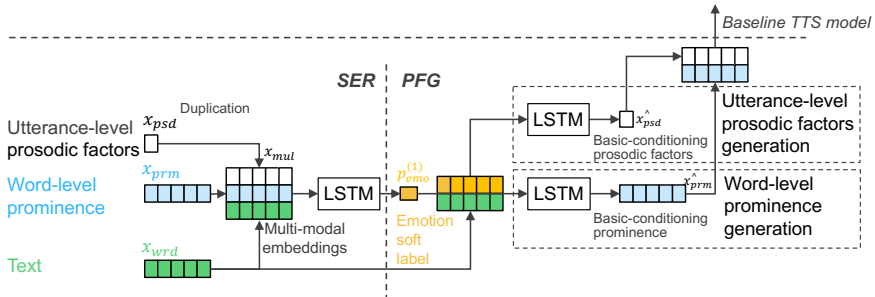 Baseline TTS model
SER
PFG
x_psd
Duplication
Utterance-level
prosodic factors
x_mul
x_prm
Word-level
prominence
LSTM
Multi-modal
embeddings
x_wrd
Text
p_emo^(1)
Emotion
soft
label
LSTM
x̂_psd
Basic-conditioning
prosodic factors
Utterance-level
prosodic factors
generation
LSTM
x̂_prm
Basic-conditioning
prominence
Word-level
prominence
generation